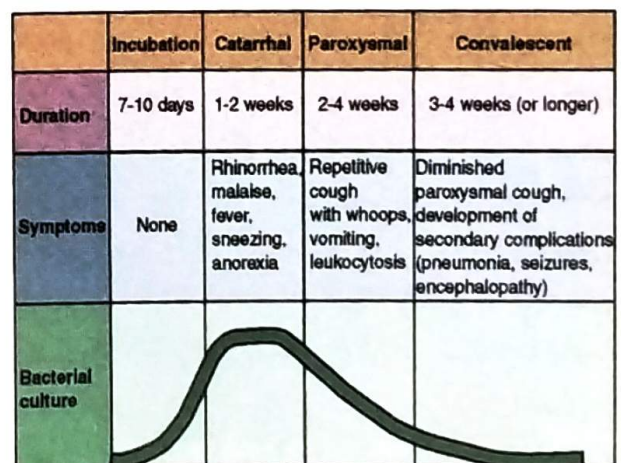 Incubation Catarrhal Paroxysmal Convalescent
Duration 7-10 days 1-2 weeks 2-4 weeks 3-4 weeks (or longer)
Symptoms
None
Rhinorrhea,
malaise,
fever,
sneezing,
anorexia
Repetitive
cough
with whoops,
vomiting,
leukocytosis
Diminished
paroxysmal cough,
development of
secondary complications
(pneumonia, seizures,
encephalopathy)
Bacterial
culture